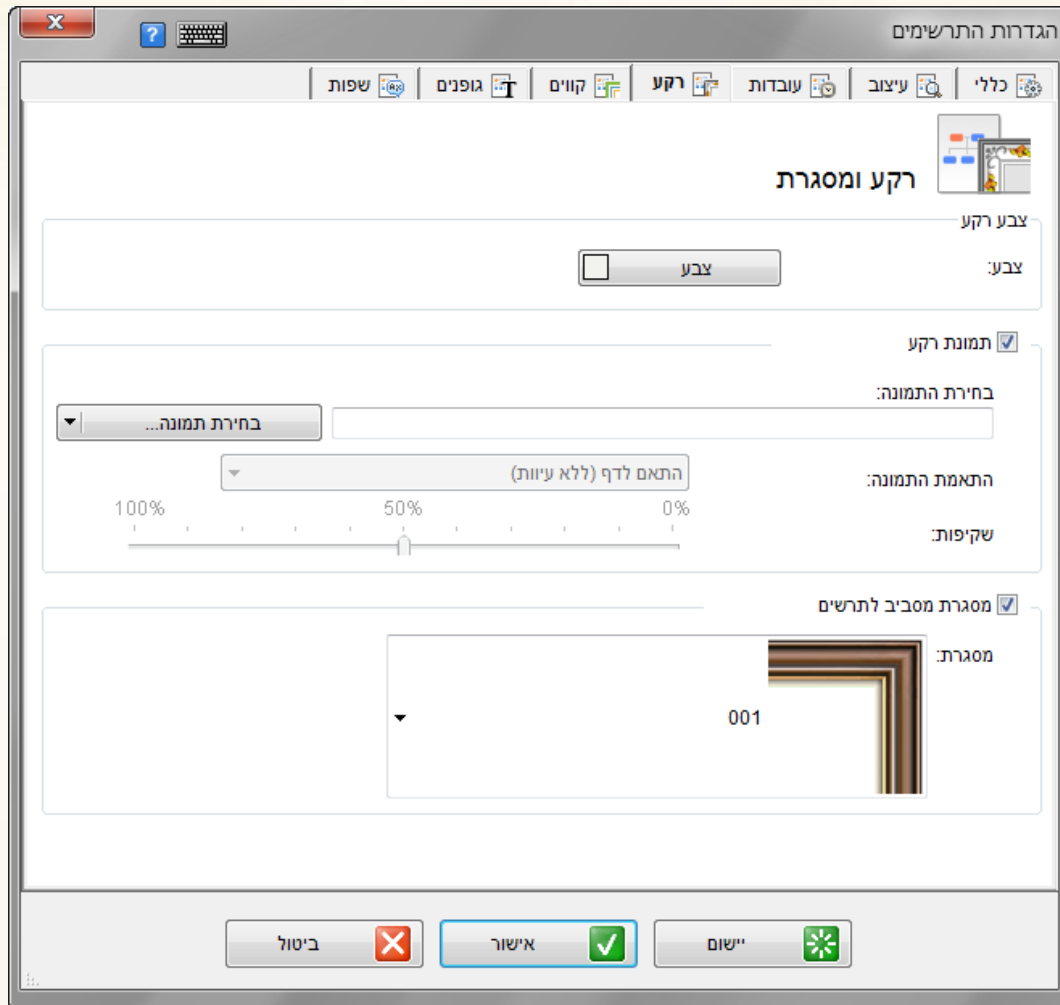 הגדרות התרשימים
כללי עיצוב עובדות רקע קווים גופנים שפות
רקע ומסגרת
צבע רקע
צבע: צבע
תמונת רקע
בחירת התמונה:
בחירת תמונה...
התאמת התמונה: התאם לדף (ללא עיוות)
0% 50% 100%
שקיפות:
מסגרת מסביב לתרשים
מסגרת:
001
יישום אישור ביטול